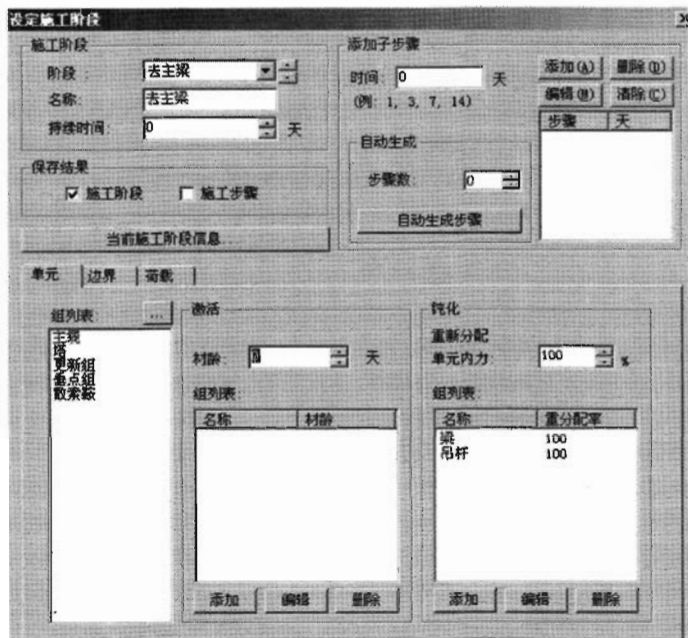 设定施工阶段
施工阶段
阶段： 去主梁
名称： 去主梁
持续时间： 0 天
保存结果
施工阶段 施工步骤
当前施工阶段信息...
添加子步骤
时间： 0 天
(例: 1, 3, 7, 14)
自动生成
步骤数： 0
自动生成步骤
添加(A) 删除(D)
编辑(M) 清除(C)
步骤 天
单元 边界 荷载
组列表: ...
主缆
塔
更新组
垂点组
散索鞍
激活
材龄: 天
组列表:
名称 材龄
添加 编辑 删除
钝化
重新分配
单元内力: 100 %
组列表:
名称 重分配率
梁 100
吊杆 100
添加 编辑 删除